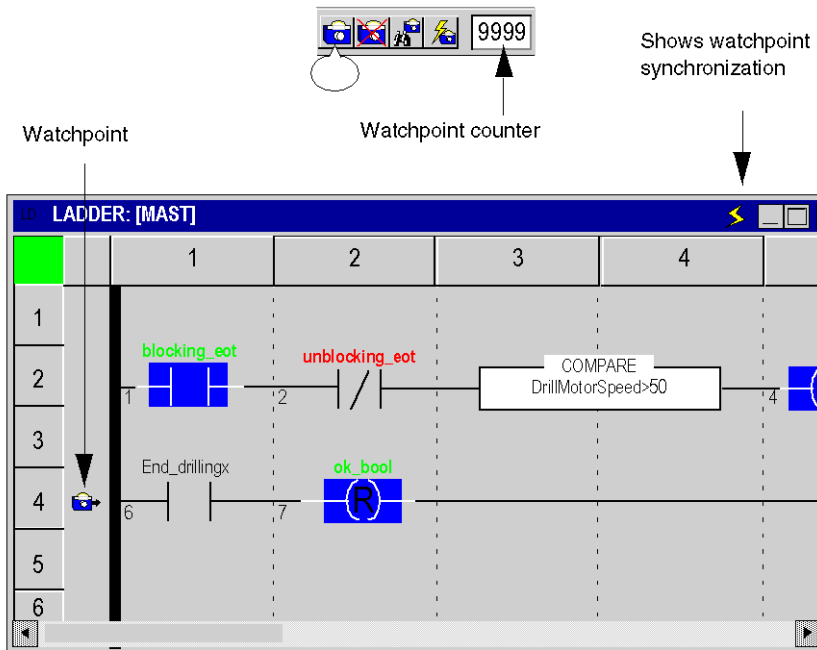 9999
Shows watchpoint
synchronization
Watchpoint counter
Watchpoint
LD LADDER: [MAST]
1 2 3 4
1
blocking_eot unblocking_eot COMPARE
2 DrillMotorSpeed>50
1 2 4
3
End_drillingx ok_bool
4 R
6 7
5
6